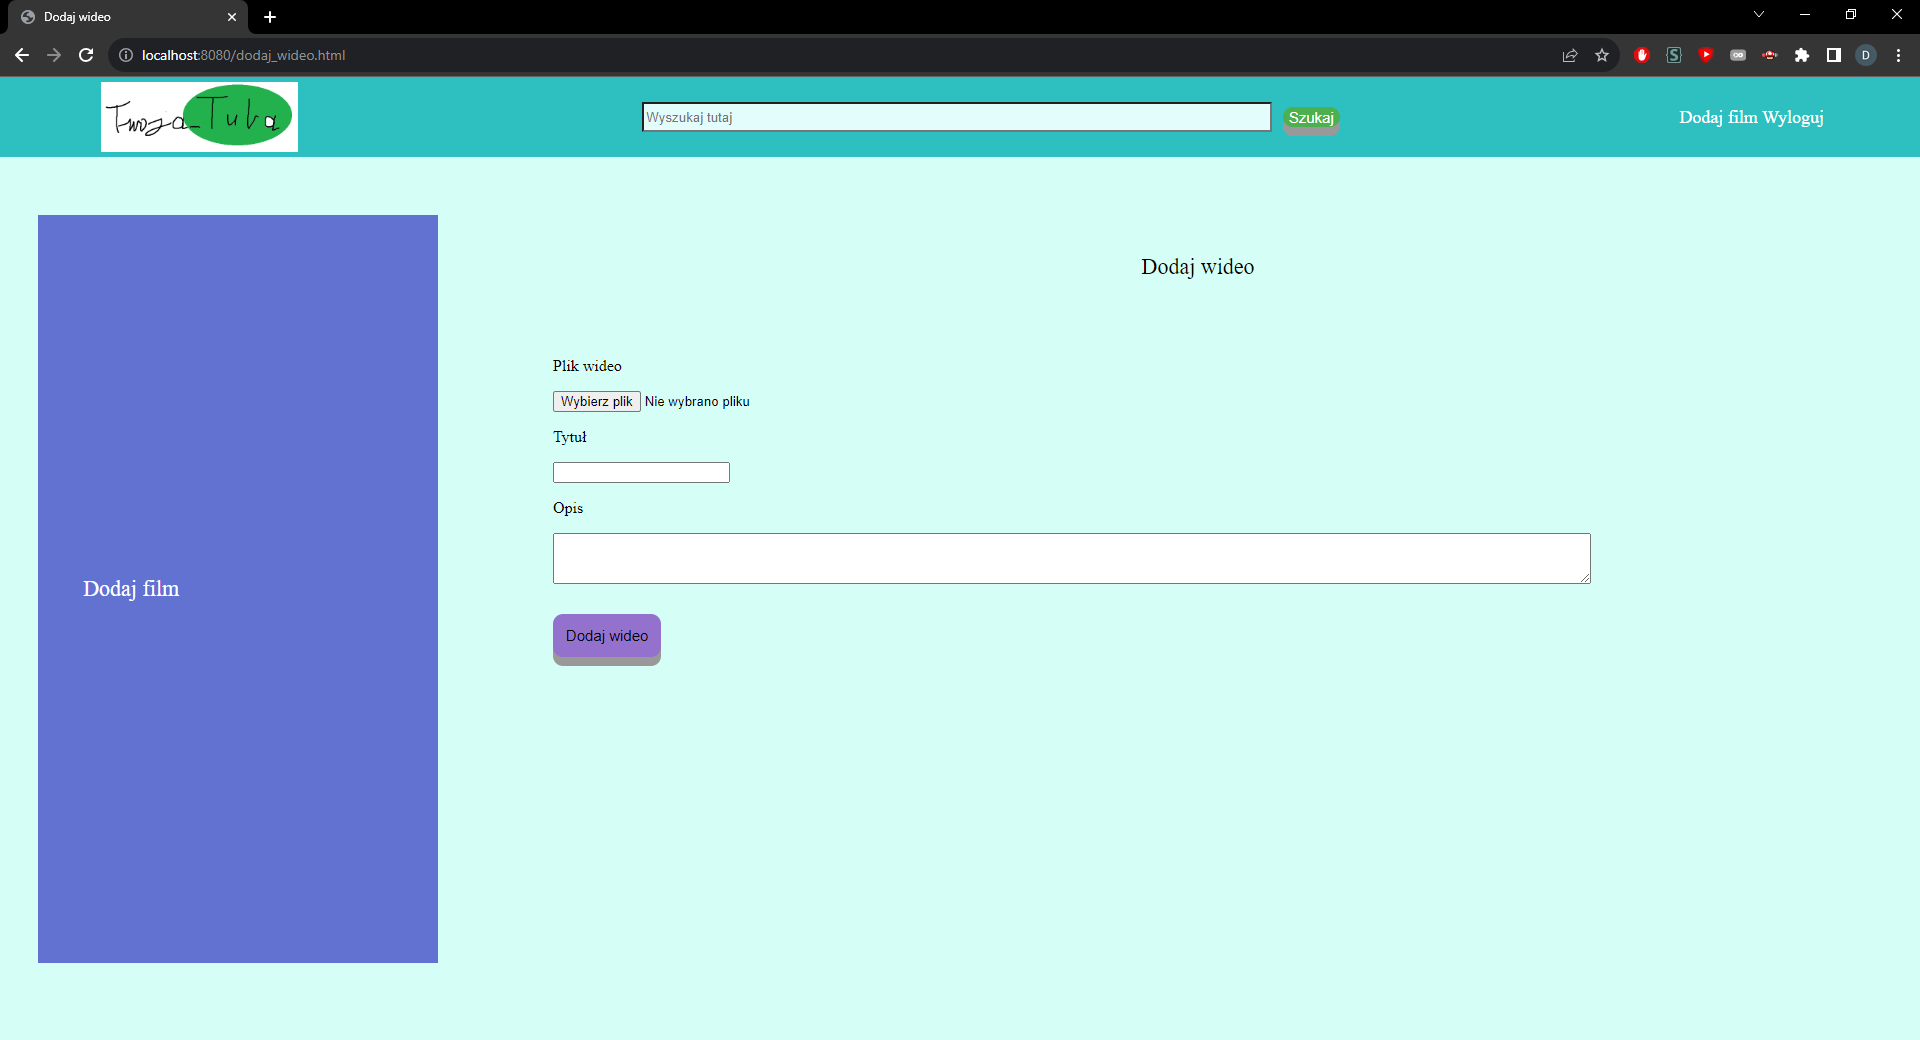 Dodaj wideo
localhost:8080/dodaj_wideo.html
D
Twoja_Tuba
Wyszukaj tutaj
Szukaj
Dodaj film Wyloguj
Dodaj wideo
Plik wideo
Wybierz plik Nie wybrano pliku
Tytuł
Opis
Dodaj film
Dodaj wideo